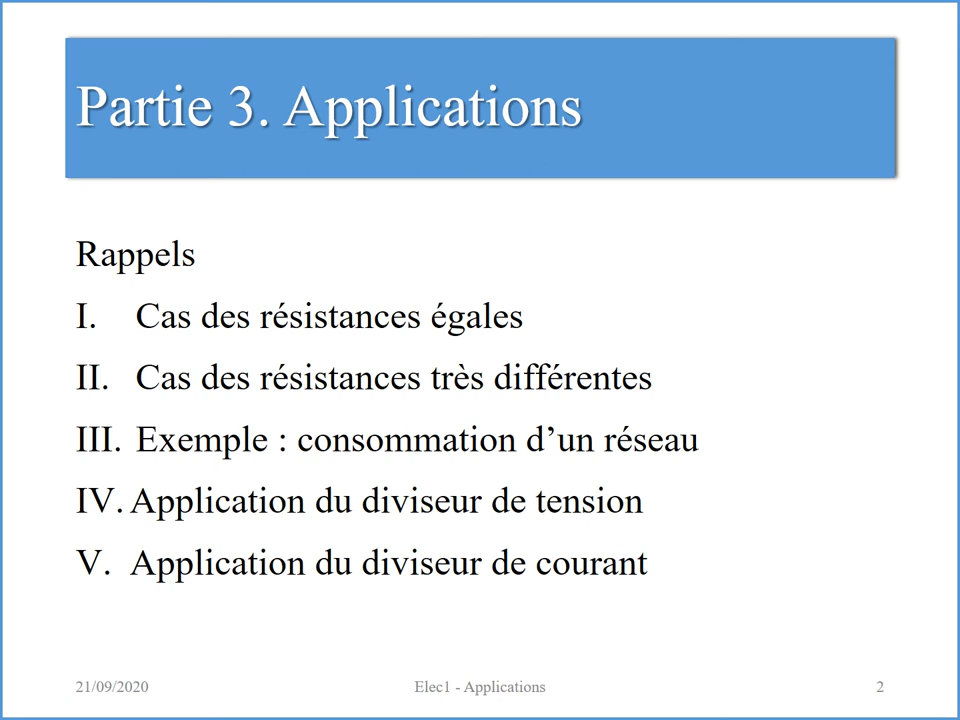 Partie 3. Applications
Rappels
I. Cas des résistances égales
II. Cas des résistances très différentes
III. Exemple : consommation d’un réseau
IV. Application du diviseur de tension
V. Application du diviseur de courant
21/09/2020 Elec1 - Applications 2